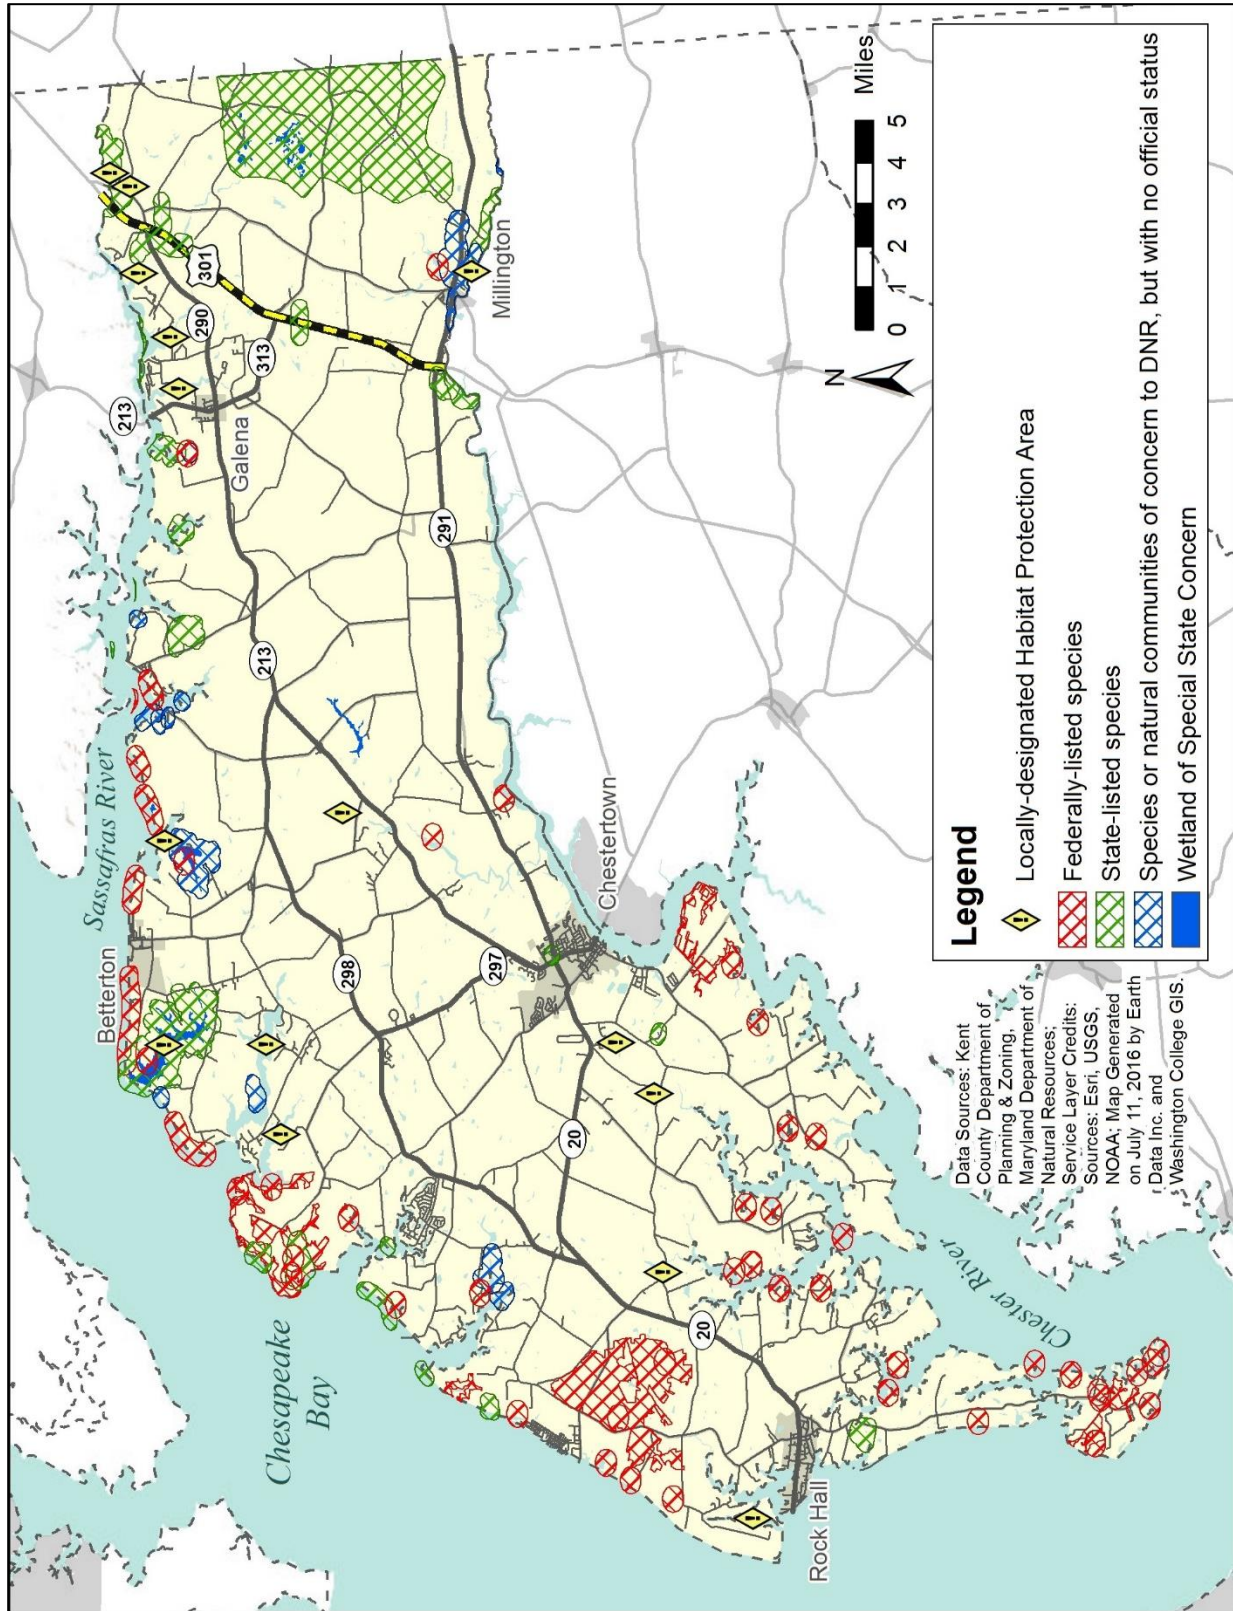 213
301
290
313
Galena
Sassafras River
Betterton
213
291
Millington
298
297
Chestertown
Chesapeake
Bay
20
20
Rock Hall
Chester River
N
0 1 2 3 4 5 Miles
Data Sources: Kent
County Department of
Planning & Zoning,
Maryland Department of
Natural Resources;
Service Layer Credits:
Sources: Esri, USGS,
NOAA; Map Generated
on July 11, 2016 by Earth
Data Inc. and
Washington College GIS.
Legend
Locally-designated Habitat Protection Area
Federally-listed species
State-listed species
Species or natural communities of concern to DNR, but with no official status
Wetland of Special State Concern